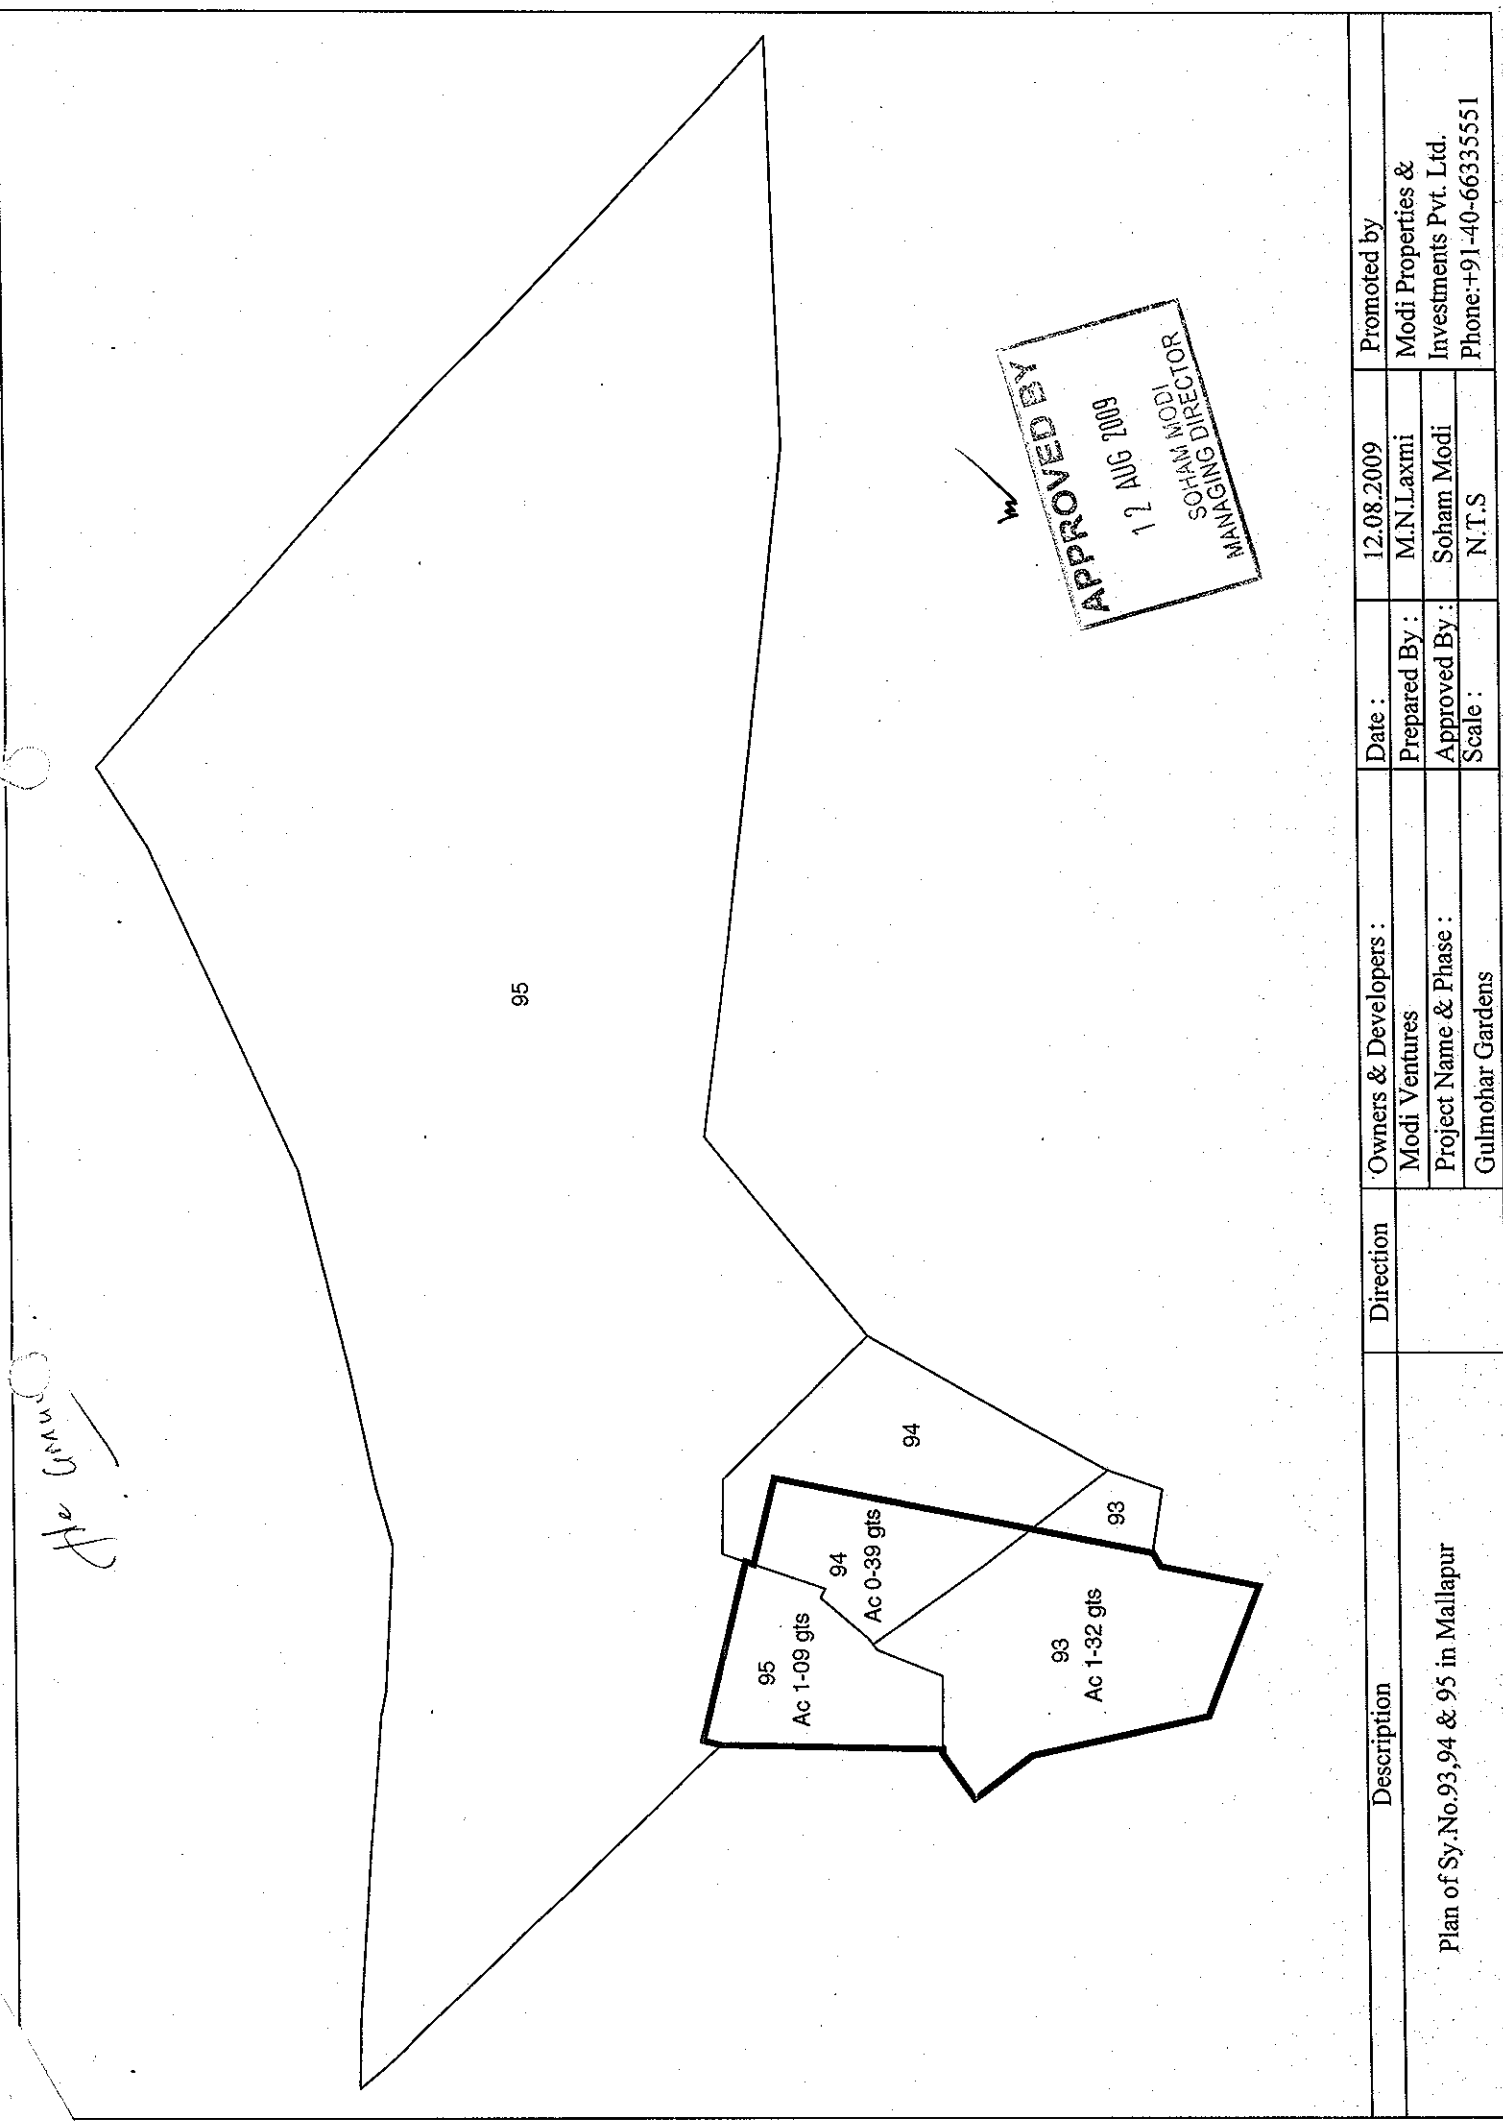 95
94
93
94
Ac 0-39 gts
95
Ac 1-09 gts
93
Ac 1-32 gts
APPROVED BY
12 AUG 2009
SOHAM MODI
MANAGING DIRECTOR
Description
Plan of Sy.No.93,94 & 95 in Mallapur
Direction
Owners & Developers :
Modi Ventures
Project Name & Phase :
Gulmohar Gardens
Date :
12.08.2009
Prepared By :
M.N.Laxmi
Approved By :
Soham Modi
Scale :
N.T.S
Promoted by
Modi Properties &
Investments Pvt. Ltd.
Phone:+91-40-66335551